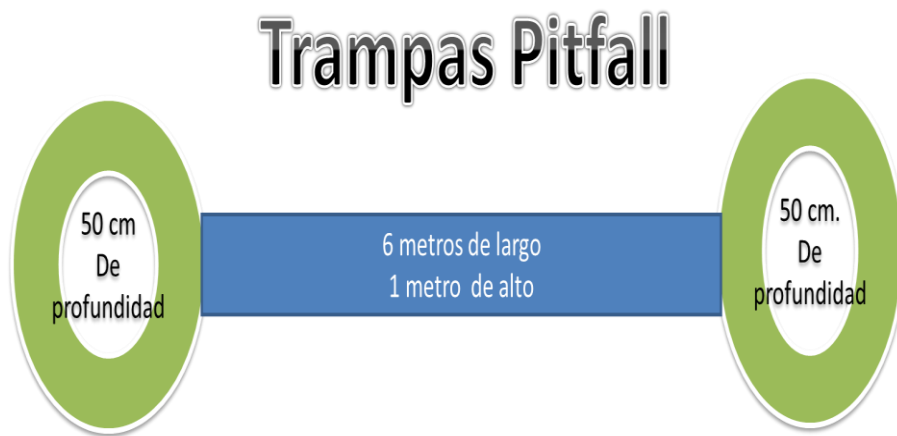 Trampas Pitfall
50 cm
De
profundidad
6 metros de largo
1 metro de alto
50 cm.
De
profundidad